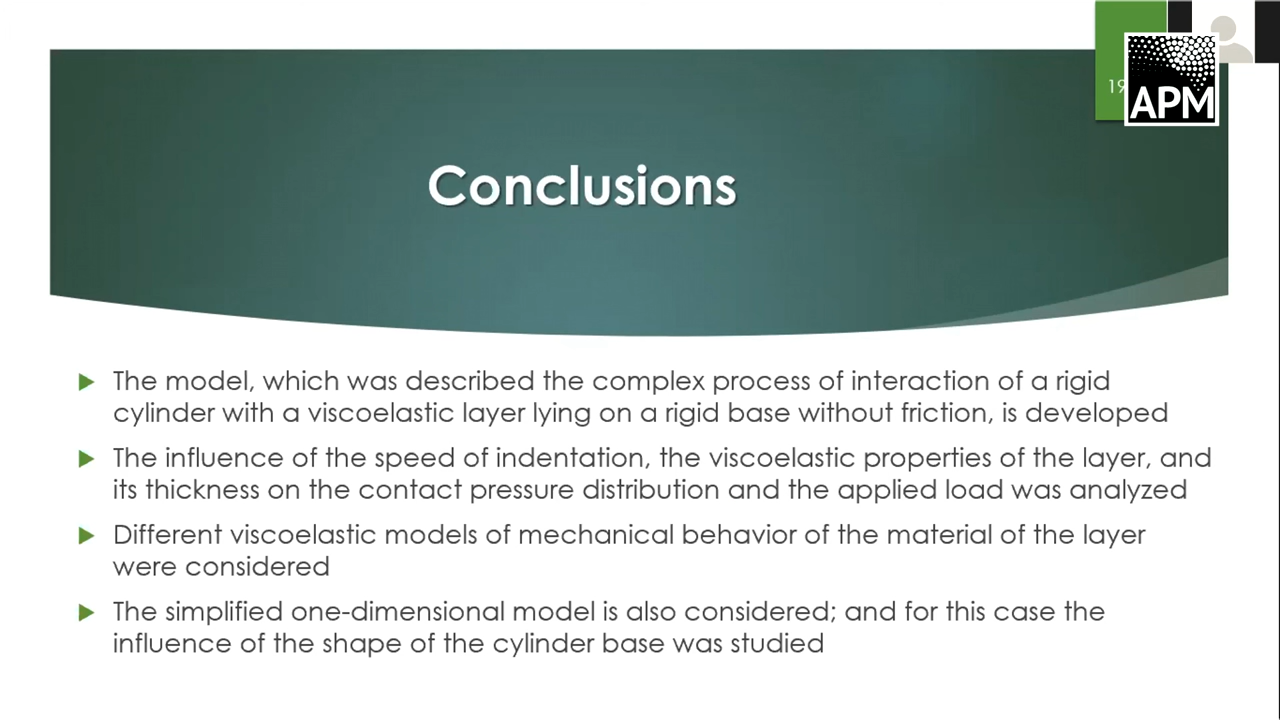 19
APM
Conclusions
The model, which was described the complex process of interaction of a rigid
cylinder with a viscoelastic layer lying on a rigid base without friction, is developed
The influence of the speed of indentation, the viscoelastic properties of the layer, and
its thickness on the contact pressure distribution and the applied load was analyzed
Different viscoelastic models of mechanical behavior of the material of the layer
were considered
The simplified one-dimensional model is also considered; and for this case the
influence of the shape of the cylinder base was studied